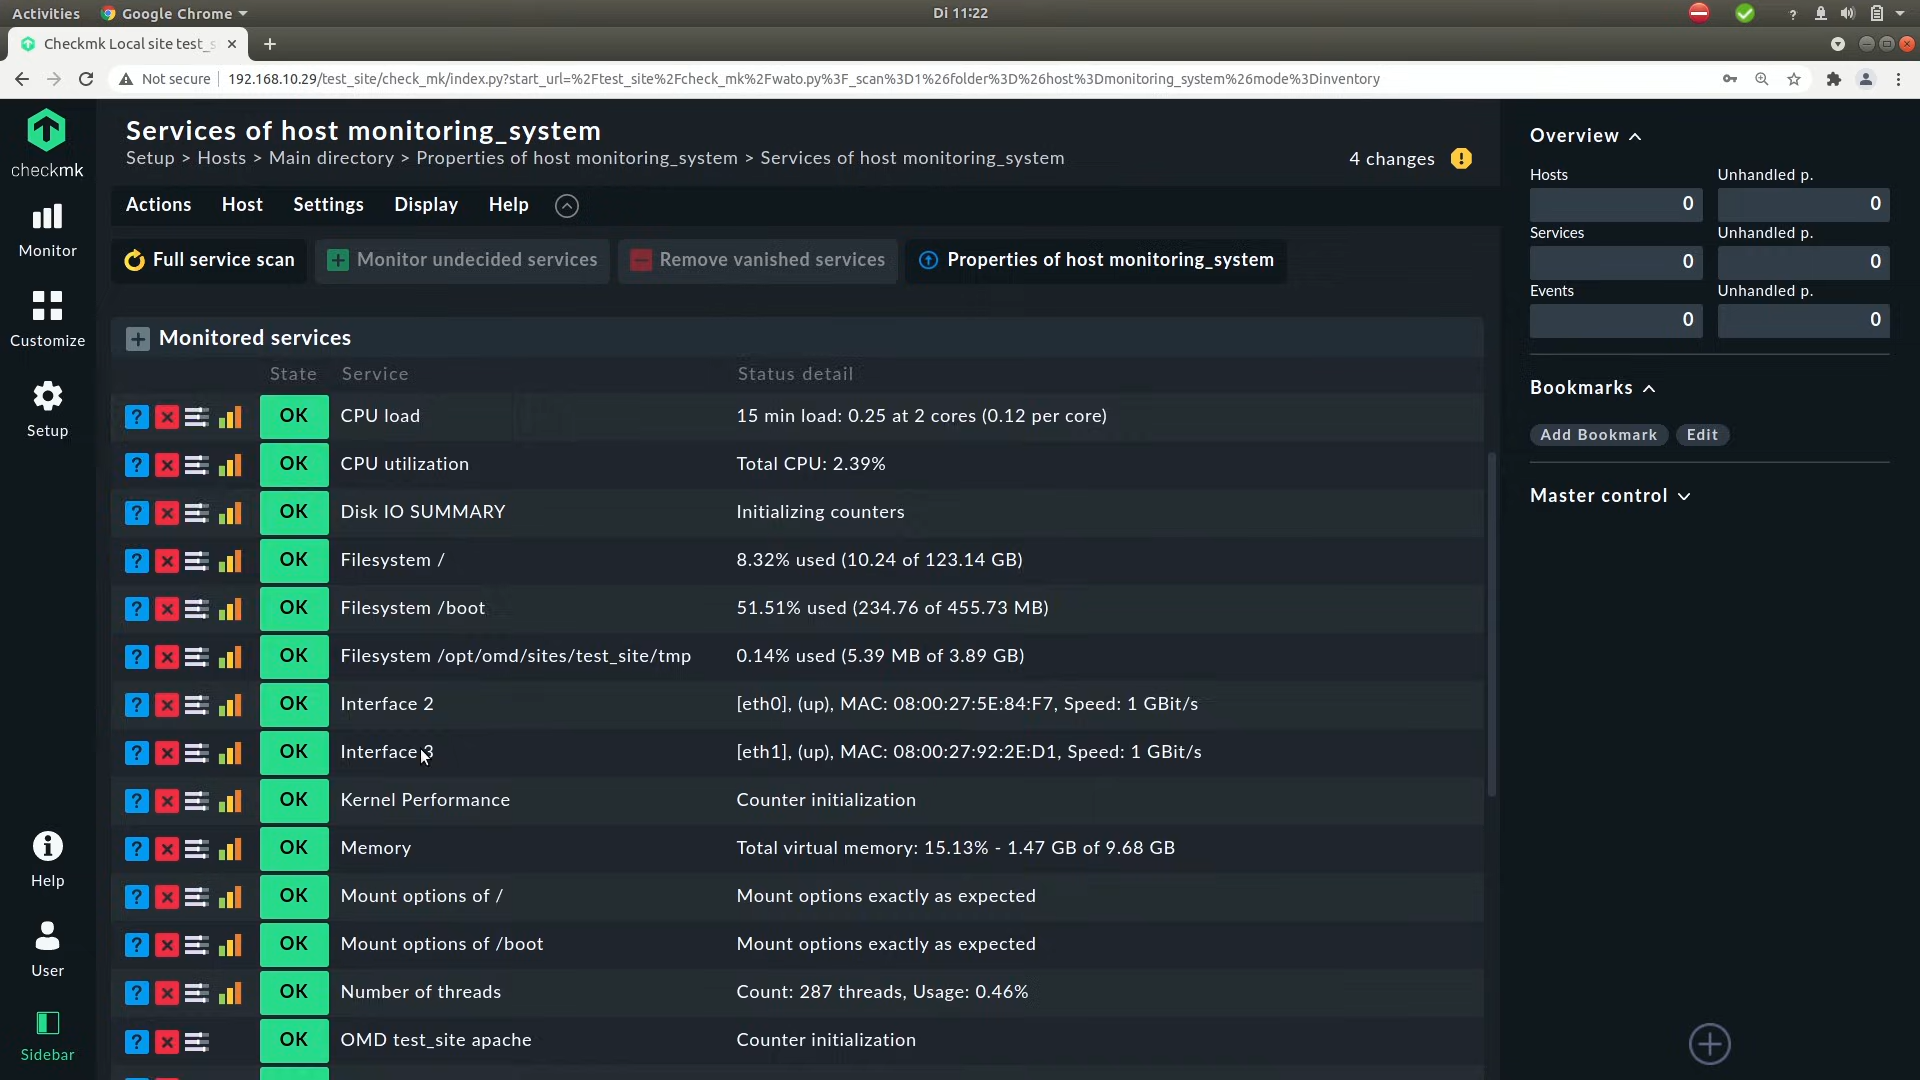 Activities
Google Chrome
Di 11:22
?
Checkmk Local site test_s
Not secure
192.168.10.29/test_site/check_mk/index.py?start_url=%2Ftest_site%2Fcheck_mk%2Fwato.py%3F_scan%3D1%26folder%3D%26host%3Dmonitoring_system%26mode%3Dinventory
checkmk
Monitor
Customize
Setup
Help
User
Sidebar
Services of host monitoring_system
Setup > Hosts > Main directory > Properties of host monitoring_system > Services of host monitoring_system
4 changes
Actions Host Settings Display Help
Full service scan
Monitor undecided services
Remove vanished services
Properties of host monitoring_system
Monitored services
State Service Status detail
OK CPU load 15 min load: 0.25 at 2 cores (0.12 per core)
OK CPU utilization Total CPU: 2.39%
OK Disk IO SUMMARY Initializing counters
OK Filesystem / 8.32% used (10.24 of 123.14 GB)
OK Filesystem /boot 51.51% used (234.76 of 455.73 MB)
OK Filesystem /opt/omd/sites/test_site/tmp 0.14% used (5.39 MB of 3.89 GB)
OK Interface 2 [eth0], (up), MAC: 08:00:27:5E:84:F7, Speed: 1 GBit/s
OK Interface 3 [eth1], (up), MAC: 08:00:27:92:2E:D1, Speed: 1 GBit/s
OK Kernel Performance Counter initialization
OK Memory Total virtual memory: 15.13% - 1.47 GB of 9.68 GB
OK Mount options of / Mount options exactly as expected
OK Mount options of /boot Mount options exactly as expected
OK Number of threads Count: 287 threads, Usage: 0.46%
OK OMD test_site apache Counter initialization
Overview
Hosts Unhandled p.
0 0
Services Unhandled p.
0 0
Events Unhandled p.
0 0
Bookmarks
Add Bookmark Edit
Master control